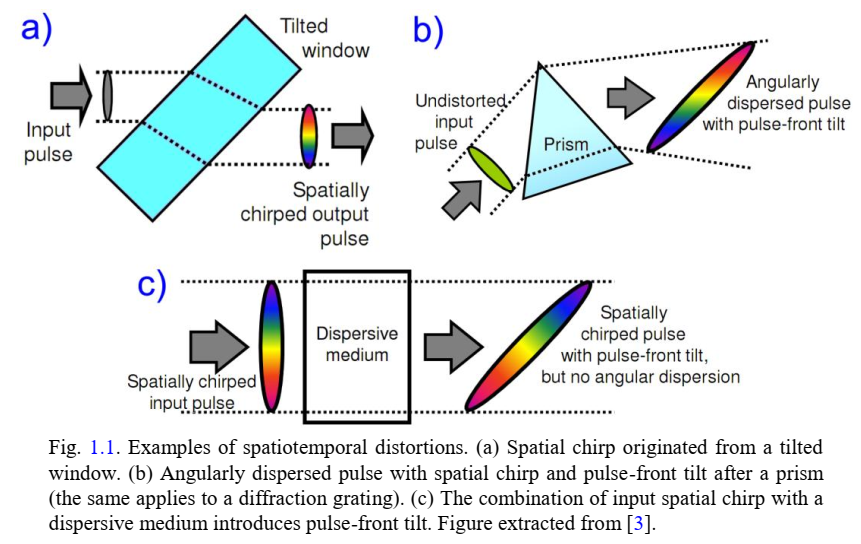 a)
Tilted
window
Input
pulse
Spatially
chirped output
pulse
b)
Undistorted
input
pulse
Prism
Angularly
dispersed pulse
with pulse-front tilt
c)
Spatially chirped
input pulse
Dispersive
medium
Spatially
chirped pulse
with pulse-front tilt,
but no angular dispersion
Fig. 1.1. Examples of spatiotemporal distortions. (a) Spatial chirp originated from a tilted
window. (b) Angularly dispersed pulse with spatial chirp and pulse-front tilt after a prism
(the same applies to a diffraction grating). (c) The combination of input spatial chirp with a
dispersive medium introduces pulse-front tilt. Figure extracted from [3].